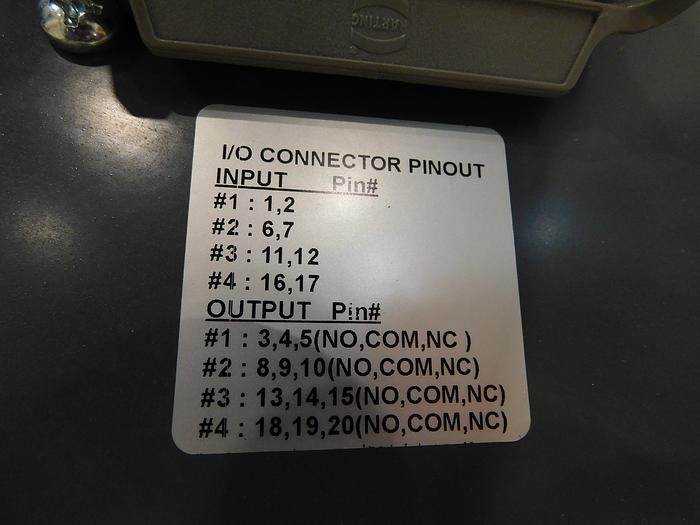 HARTING
I/O CONNECTOR PINOUT
INPUT Pin#
#1 : 1,2
#2 : 6,7
#3 : 11,12
#4 : 16,17
OUTPUT Pin#
#1 : 3,4,5(NO,COM,NC )
#2 : 8,9,10(NO,COM,NC)
#3 : 13,14,15(NO,COM,NC)
#4 : 18,19,20(NO,COM,NC)